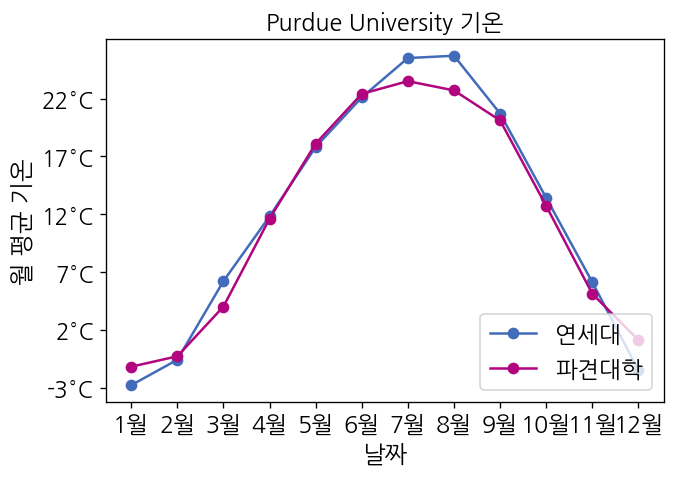 Purdue University 기온
월 평균 기온
22°C
17°C
12°C
7°C
2°C
-3°C
연세대
파견대학
1월 2월 3월 4월 5월 6월 7월 8월 9월 10월 11월 12월
날짜